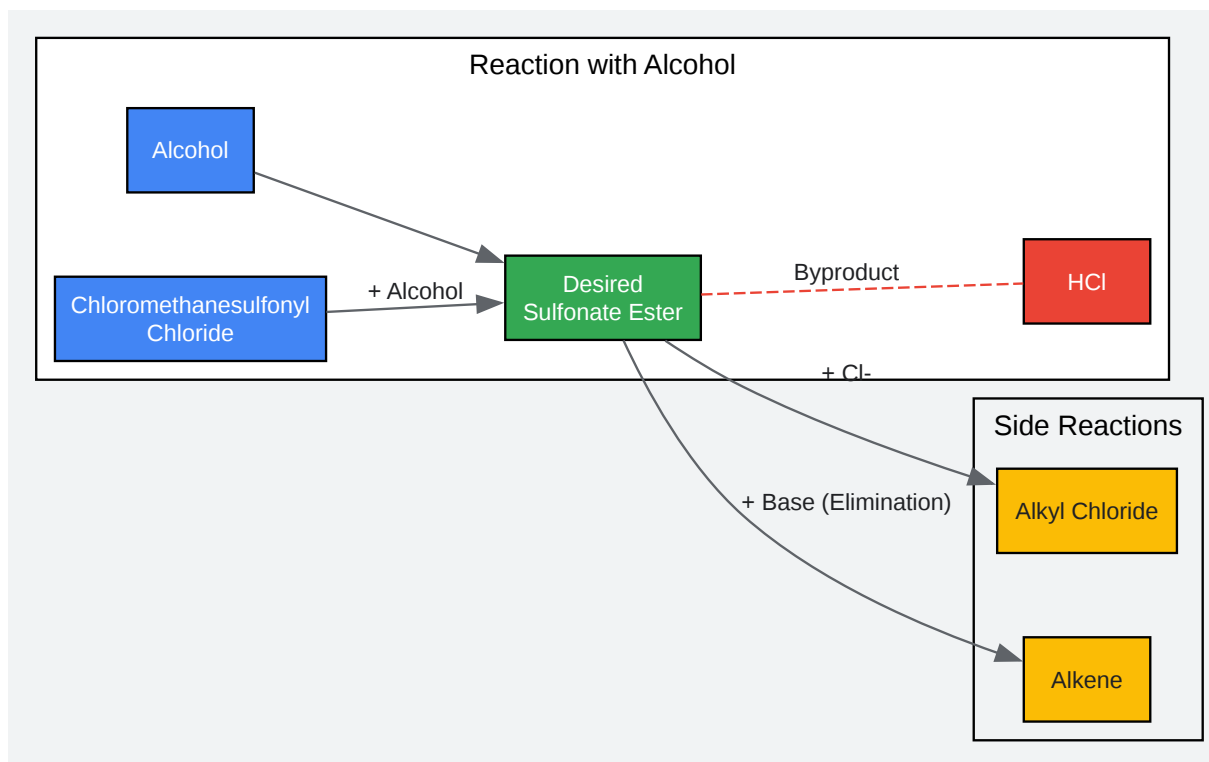 Reaction with Alcohol
Alcohol
Chloromethanesulfonyl
Chloride
+ Alcohol
Desired
Sulfonate Ester
Byproduct
HCl
+ Cl-
Side Reactions
+ Base (Elimination)
Alkyl Chloride
Alkene